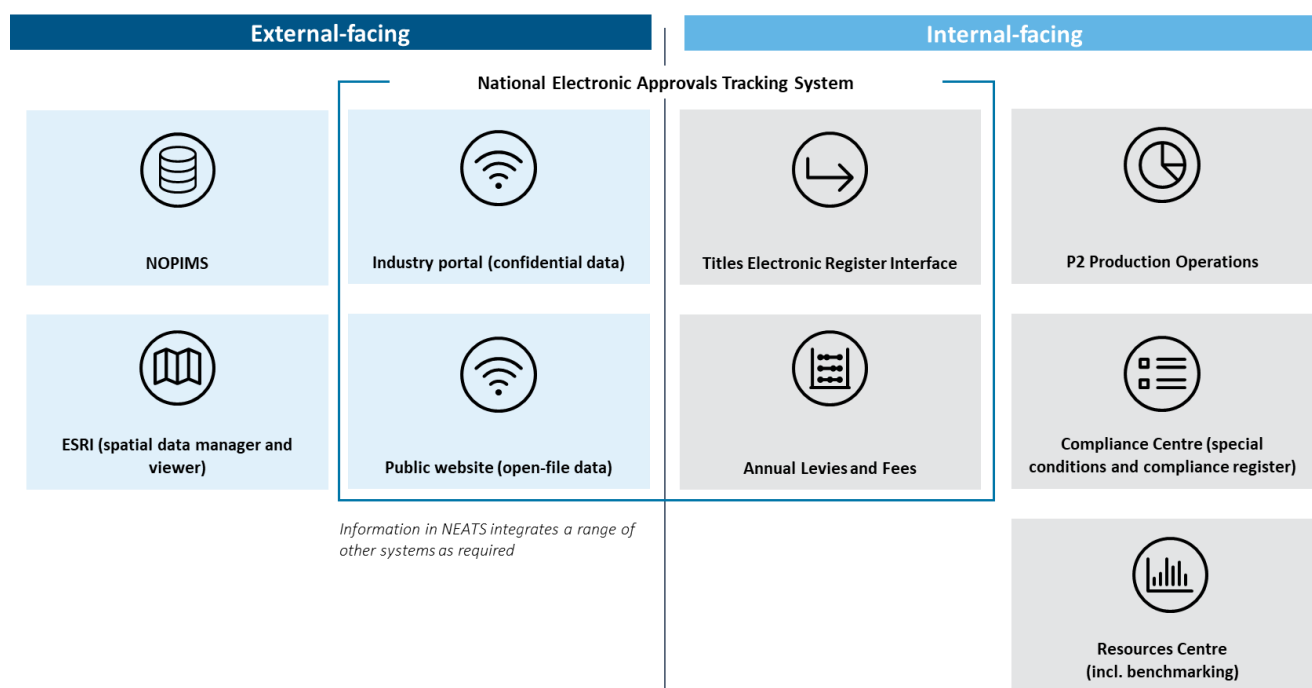 External-facing
Internal-facing
National Electronic Approvals Tracking System
NOPIMS
Industry portal (confidential data)
Titles Electronic Register Interface
P2 Production Operations
ESRI (spatial data manager and
viewer)
Public website (open-file data)
Annual Levies and Fees
Compliance Centre (special
conditions and compliance register)
Information in NEATS integrates a range of
other systems as required
Resources Centre
(incl. benchmarking)